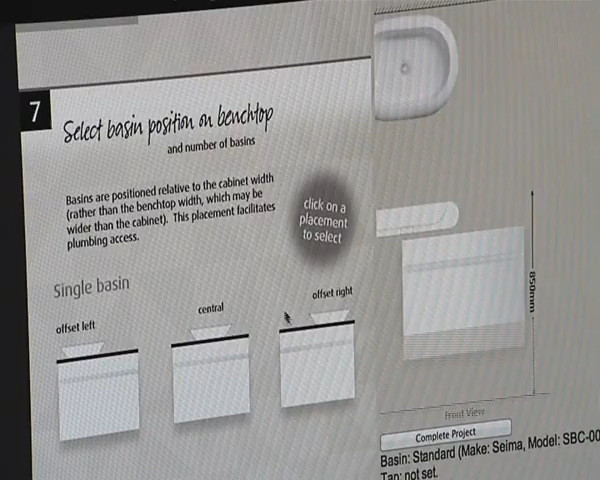 7
Select basin position on benchtop
and number of basins
Basins are positioned relative to the cabinet width
(rather than the benchtop width, which may be
wider than the cabinet). This placement facilitates
plumbing access.
click on a
placement
to select
Single basin
offset left
central
offset right
850mm
Front View
Complete Project
Basin: Standard (Make: Seima, Model: SBC-00
Tap: not set.